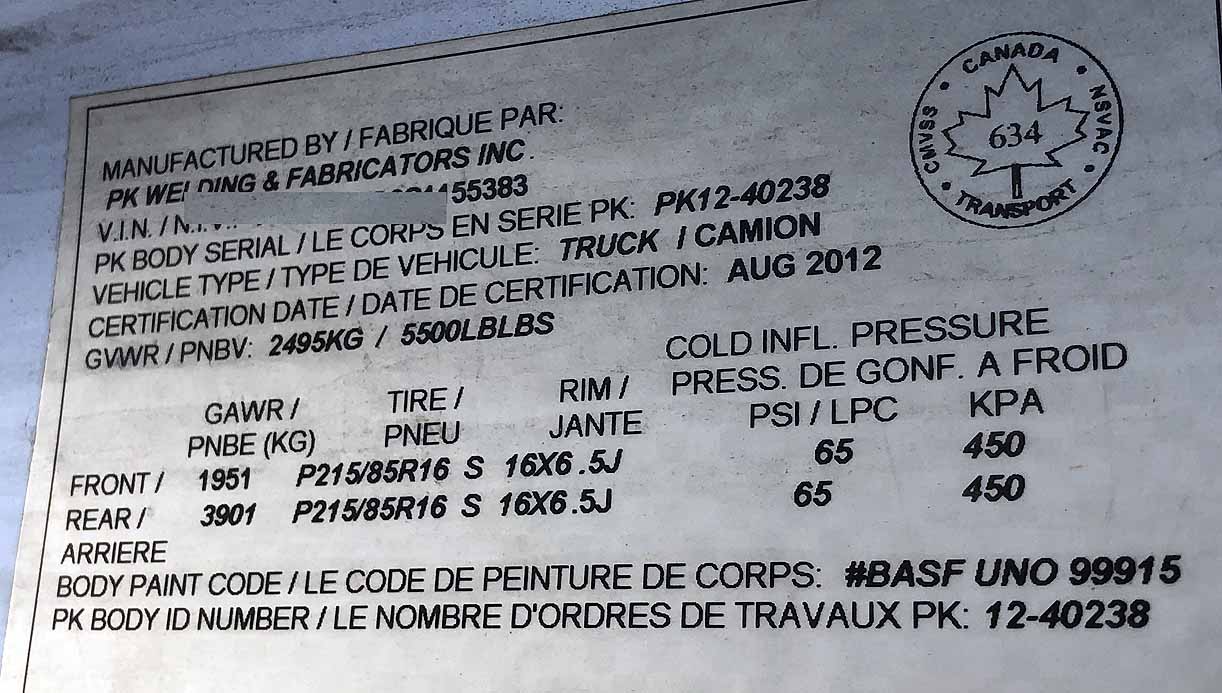 MANUFACTURED BY / FABRIQUE PAR:
PK WELDING & FABRICATORS INC.
V.I.N. / N.I.V. 155383
PK BODY SERIAL / LE CORPS EN SERIE PK: PK12-40238
VEHICLE TYPE / TYPE DE VEHICULE: TRUCK / CAMION
CERTIFICATION DATE / DATE DE CERTIFICATION: AUG 2012
GVWR / PNBV: 2495KG / 5500LBLBS
COLD INFL. PRESSURE
GAWR / TIRE / RIM / PRESS. DE GONF. A FROID
PNBE (KG) PNEU JANTE PSI / LPC KPA
FRONT / 1951 P215/85R16 S 16X6.5J 65 450
REAR / 3901 P215/85R16 S 16X6.5J 65 450
ARRIERE
BODY PAINT CODE / LE CODE DE PEINTURE DE CORPS: #BASF UNO 99915
PK BODY ID NUMBER / LE NOMBRE D'ORDRES DE TRAVAUX PK: 12-40238
CANADA
CMVSS
634
NSVAC
TRANSPORT